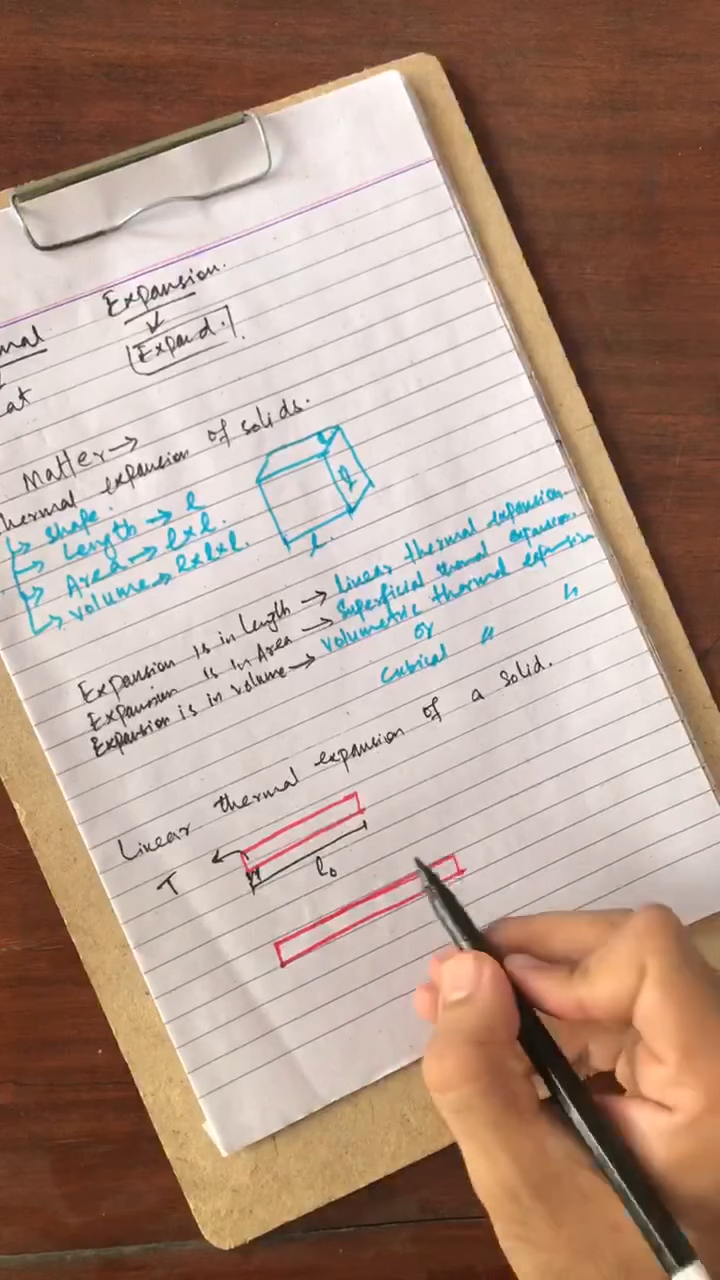 mal Expansion.
eat Expand.
Matter→
hermal expansion of solids.
shape.
Length → l
Area → l×l.
Volume → l×l×l.
l
l
Expansion is in Length → Linear thermal expansion.
Expansion is in Area → Superficial thermal expansion.
Expansion is in volume → volumetric thermal expansion
or
Cubical " "
Linear thermal expansion of a solid.
T
l₀